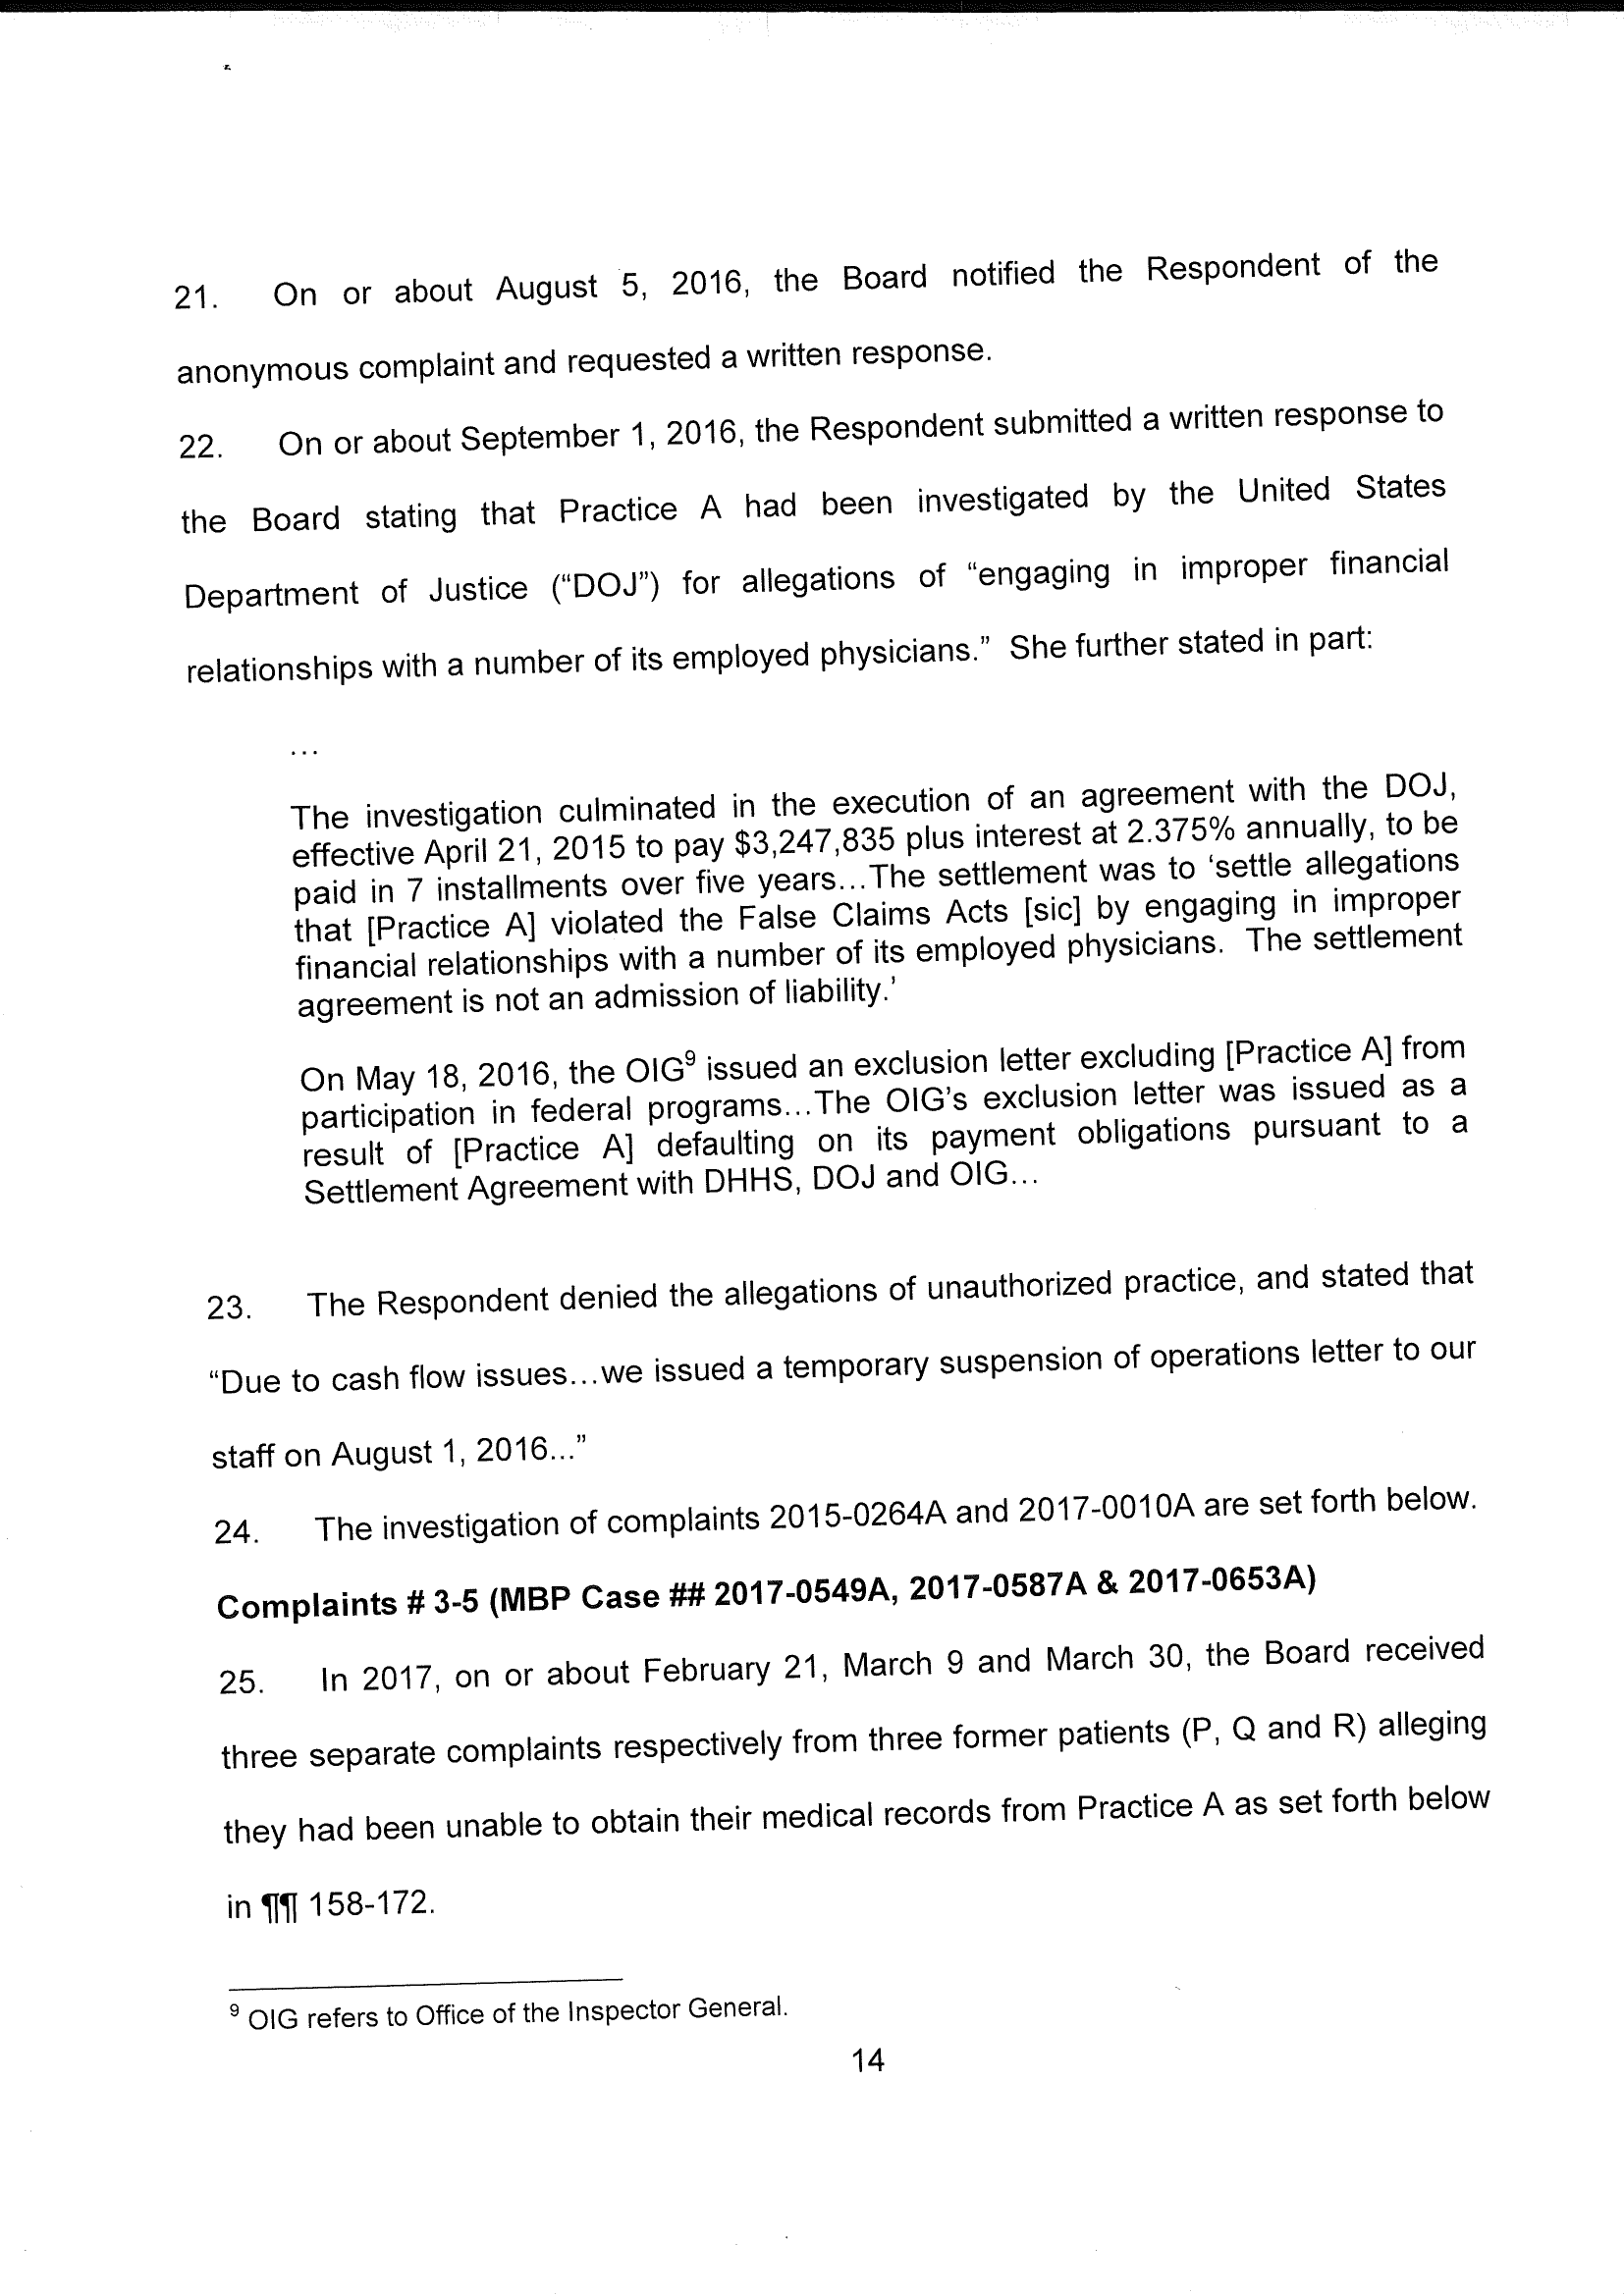 21. On or about August 5, 2016, the Board notified the Respondent of the
anonymous complaint and requested a written response.
22. On or about September 1, 2016, the Respondent submitted a written response to
the Board stating that Practice A had been investigated by the United States
Department of Justice (“DOJ”) for allegations of “engaging in improper financial
relationships with a number of its employed physicians.” She further stated in part:
...
The investigation culminated in the execution of an agreement with the DOJ,
effective April 21, 2015 to pay $3,247,835 plus interest at 2.375% annually, to be
paid in 7 installments over five years...The settlement was to ‘settle allegations
that [Practice A] violated the False Claims Acts [sic] by engaging in improper
financial relationships with a number of its employed physicians. The settlement
agreement is not an admission of liability.’
On May 18, 2016, the OIG⁹ issued an exclusion letter excluding [Practice A] from
participation in federal programs...The OIG’s exclusion letter was issued as a
result of [Practice A] defaulting on its payment obligations pursuant to a
Settlement Agreement with DHHS, DOJ and OIG...
23. The Respondent denied the allegations of unauthorized practice, and stated that
“Due to cash flow issues...we issued a temporary suspension of operations letter to our
staff on August 1, 2016...”
24. The investigation of complaints 2015-0264A and 2017-0010A are set forth below.
Complaints # 3-5 (MBP Case ## 2017-0549A, 2017-0587A & 2017-0653A)
25. In 2017, on or about February 21, March 9 and March 30, the Board received
three separate complaints respectively from three former patients (P, Q and R) alleging
they had been unable to obtain their medical records from Practice A as set forth below
in ¶¶ 158-172.
⁹ OIG refers to Office of the Inspector General.
14